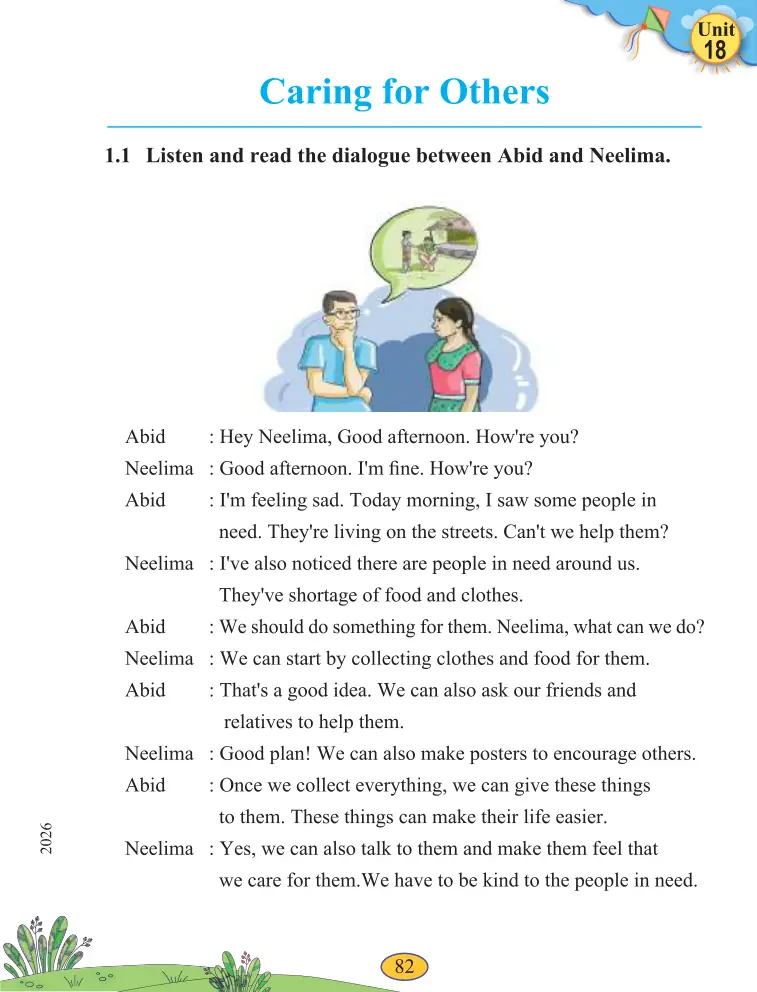 Unit
18
Caring for Others
1.1 Listen and read the dialogue between Abid and Neelima.
Abid : Hey Neelima, Good afternoon. How're you?
Neelima : Good afternoon. I'm fine. How're you?
Abid : I'm feeling sad. Today morning, I saw some people in
need. They're living on the streets. Can't we help them?
Neelima : I've also noticed there are people in need around us.
They've shortage of food and clothes.
Abid : We should do something for them. Neelima, what can we do?
Neelima : We can start by collecting clothes and food for them.
Abid : That's a good idea. We can also ask our friends and
relatives to help them.
Neelima : Good plan! We can also make posters to encourage others.
Abid : Once we collect everything, we can give these things
to them. These things can make their life easier.
Neelima : Yes, we can also talk to them and make them feel that
we care for them.We have to be kind to the people in need.
2026
82